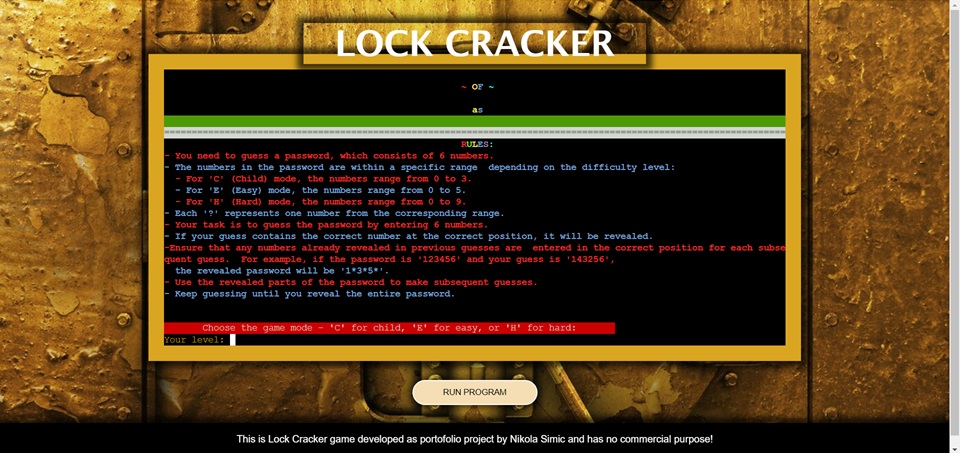 LOCK CRACKER
~ OF ~
as
RULES:
- You need to guess a password, which consists of 6 numbers.
- The numbers in the password are within a specific range  depending on the difficulty level:
- For 'C' (Child) mode, the numbers range from 0 to 3.
- For 'E' (Easy) mode, the numbers range from 0 to 5.
- For 'H' (Hard) mode, the numbers range from 0 to 9.
- Each '?' represents one number from the corresponding range.
- Your task is to guess the password by entering 6 numbers.
- If your guess contains the correct number at the correct position, it will be revealed.
-Ensure that any numbers already revealed in previous guesses are  entered in the correct position for each subse
quent guess.  For example, if the password is '123456' and your guess is '143256',
the revealed password will be '1*3*5*'.
- Use the revealed parts of the password to make subsequent guesses.
- Keep guessing until you reveal the entire password.
Choose the game mode - 'C' for child, 'E' for easy, or 'H' for hard:
Your level:
RUN PROGRAM
This is Lock Cracker game developed as portofolio project by Nikola Simic and has no commercial purpose!